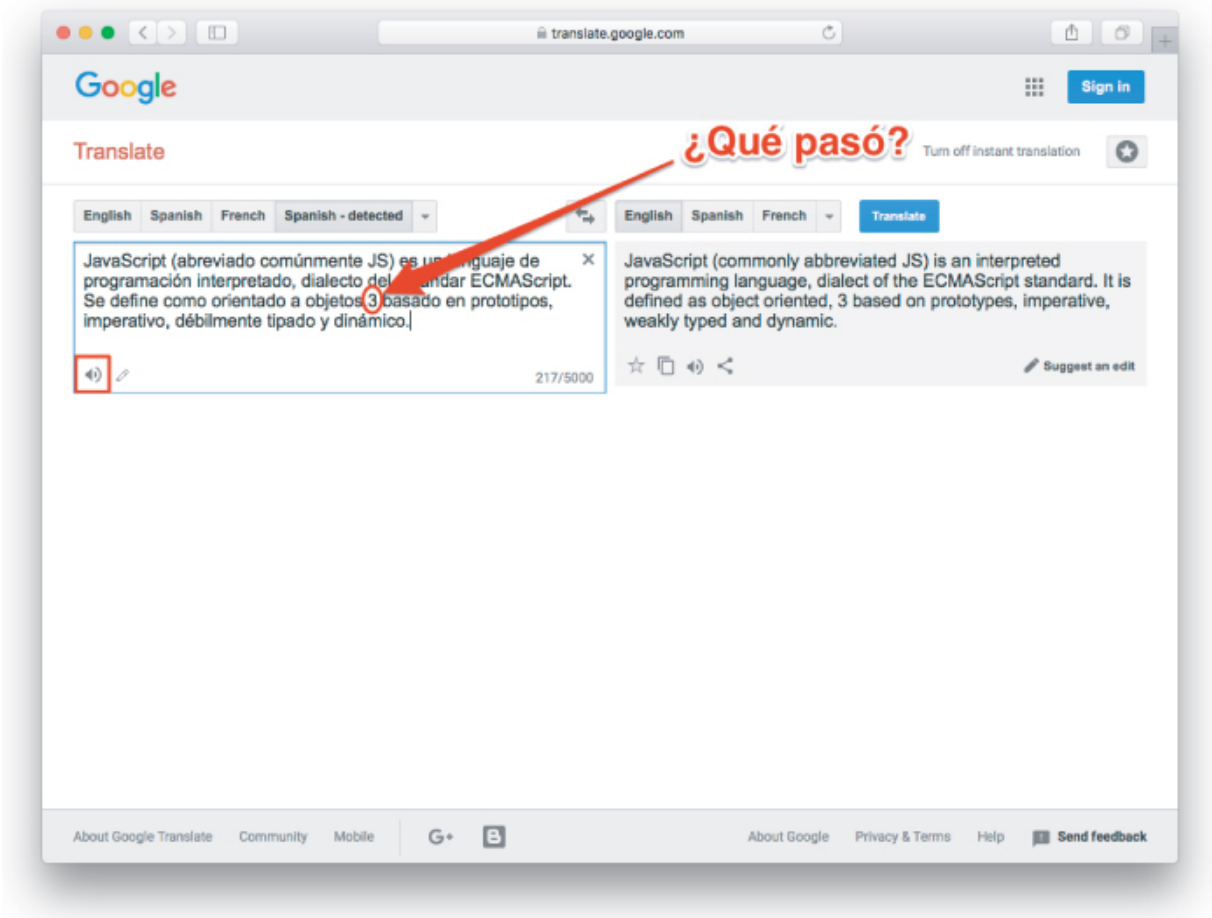 translate.google.com
Google
Sign in
Translate
¿Qué pasó?
Turn off instant translation
English Spanish French Spanish - detected
English Spanish French Translate
JavaScript (abreviado comúnmente JS) es un lenguaje de
programación interpretado, dialecto del ECMAScript.
Se define como orientado a objetos 3 basado en prototipos,
imperativo, débilmente tipado y dinámico.
217/5000
JavaScript (commonly abbreviated JS) is an interpreted
programming language, dialect of the ECMAScript standard. It is
defined as object oriented, 3 based on prototypes, imperative,
weakly typed and dynamic.
Suggest an edit
About Google Translate Community Mobile G+ B
About Google Privacy & Terms Help Send feedback